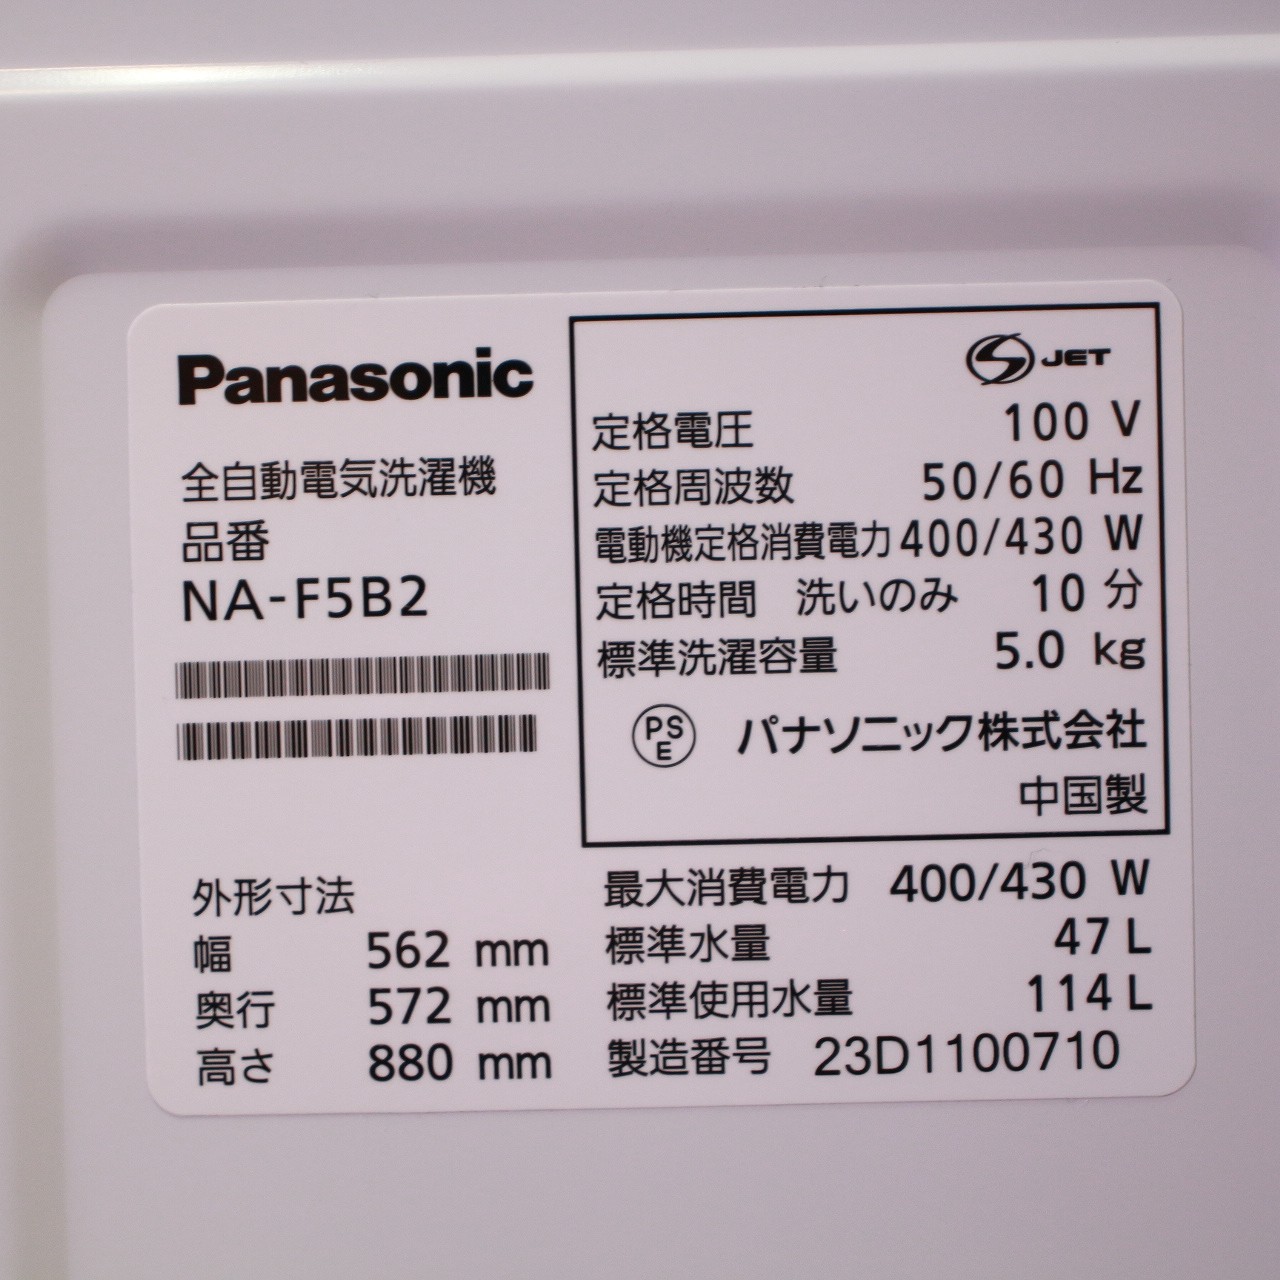 Panasonic
全自動電気洗濯機
品番
NA-F5B2
S JET
定格電圧 100 V
定格周波数 50/60 Hz
電動機定格消費電力 400/430 W
定格時間 洗いのみ 10 分
標準洗濯容量 5.0 kg
PS
E
パナソニック株式会社
中国製
外形寸法
幅 562 mm
奥行 572 mm
高さ 880 mm
最大消費電力 400/430 W
標準水量 47 L
標準使用水量 114 L
製造番号 23D1100710